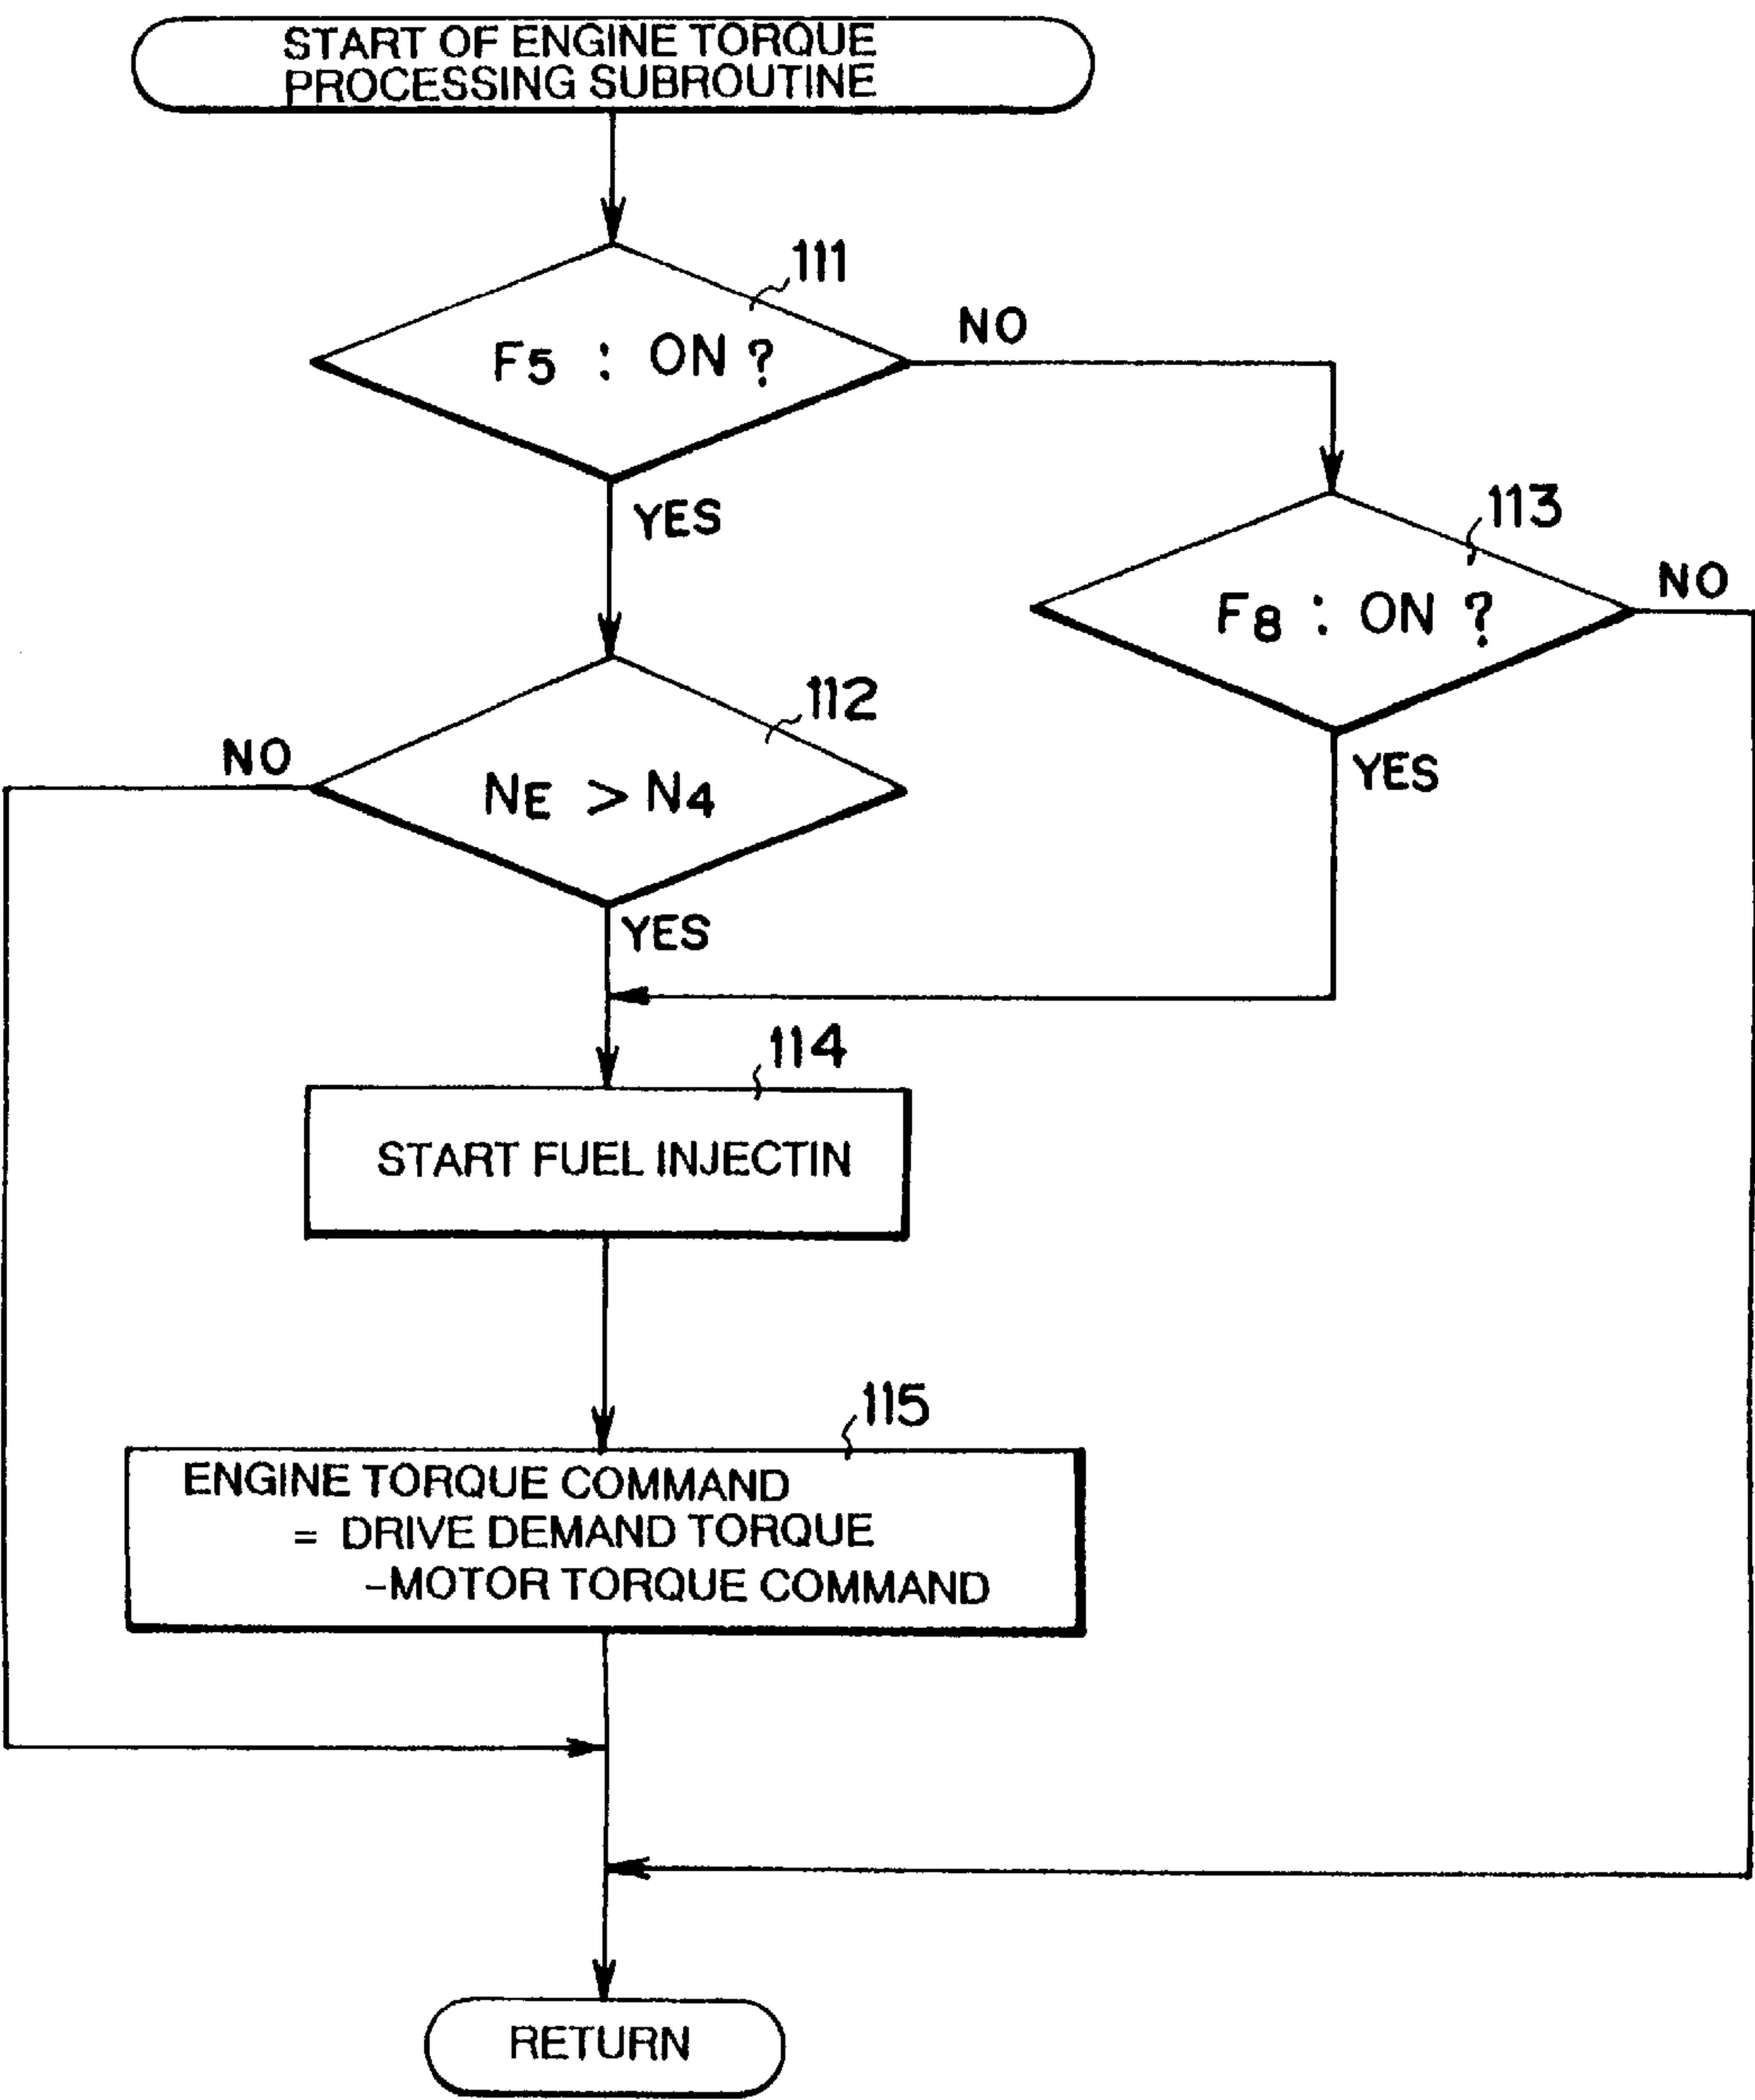 START OF ENGINE TORQUE
PROCESSING SUBROUTINE
111
F5 : ON ?
NO
YES
113
F8 : ON ?
NO
YES
112
NO
NE > N4
YES
114
START FUEL INJECTIN
115
ENGINE TORQUE COMMAND
= DRIVE DEMAND TORQUE
-MOTOR TORQUE COMMAND
RETURN